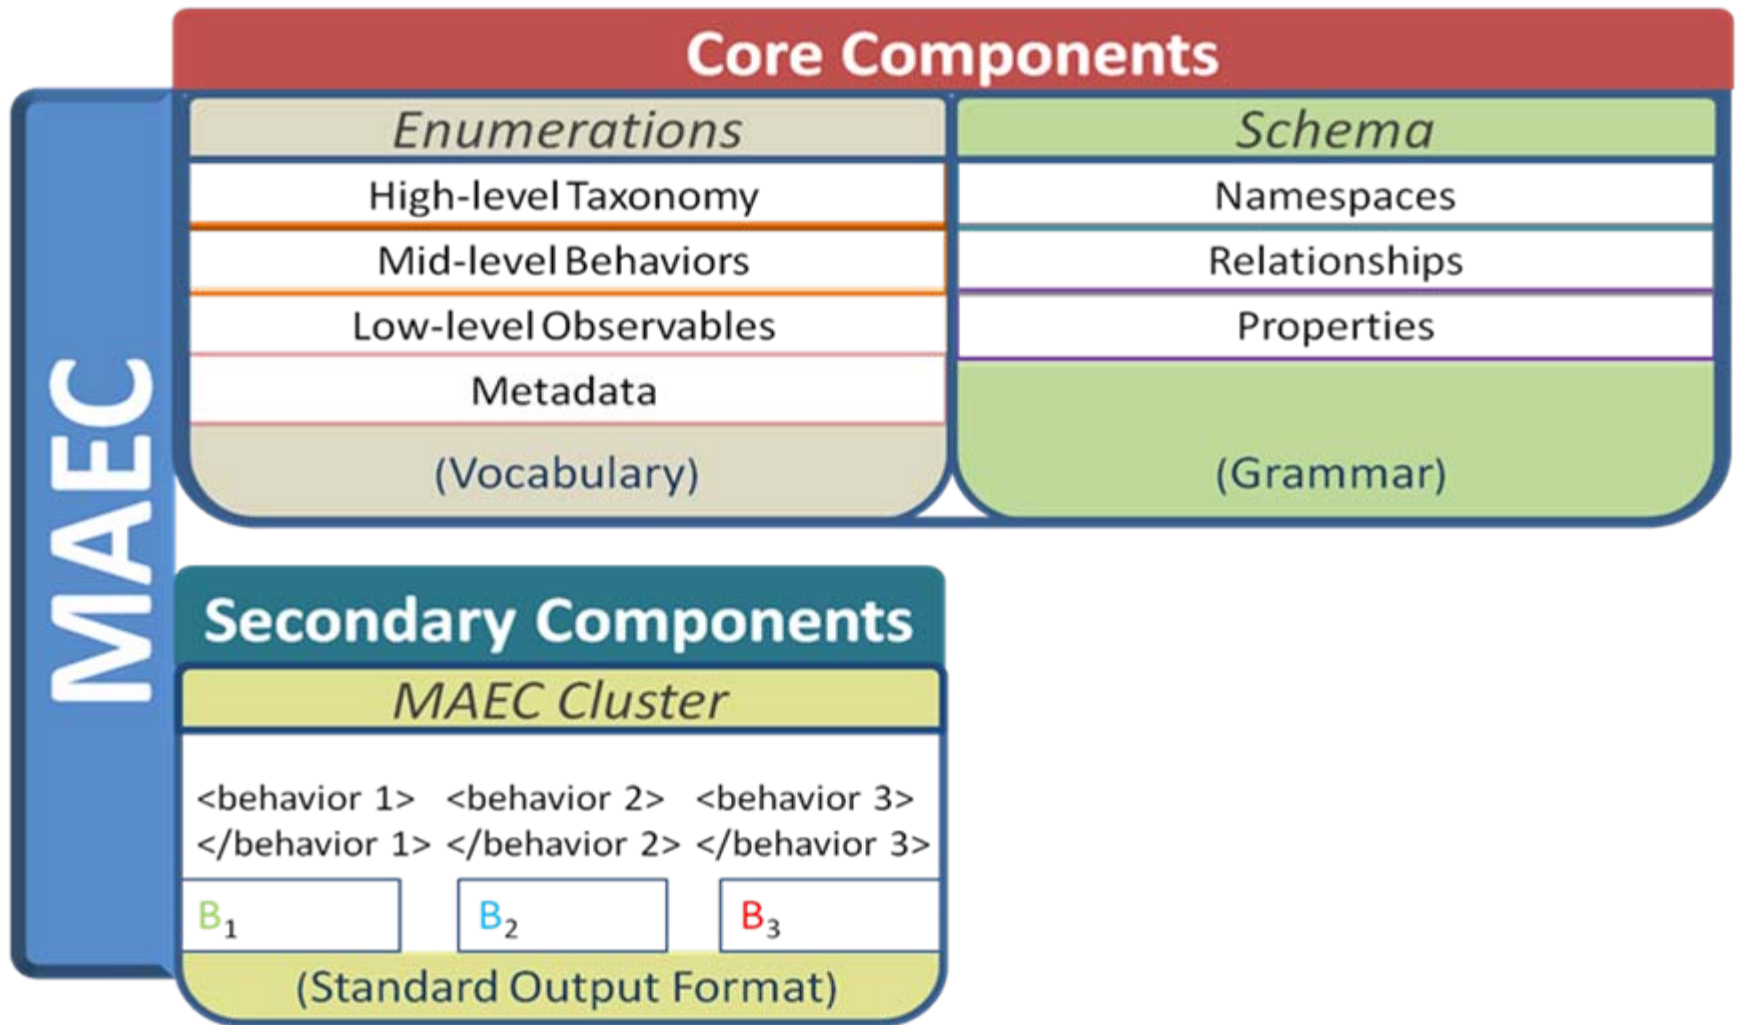 Core Components
MAEC
Enumerations
High-level Taxonomy
Mid-level Behaviors
Low-level Observables
Metadata
(Vocabulary)
Schema
Namespaces
Relationships
Properties
(Grammar)
Secondary Components
MAEC Cluster
<behavior 1> <behavior 2> <behavior 3>
</behavior 1> </behavior 2> </behavior 3>
B1 B2 B3
(Standard Output Format)